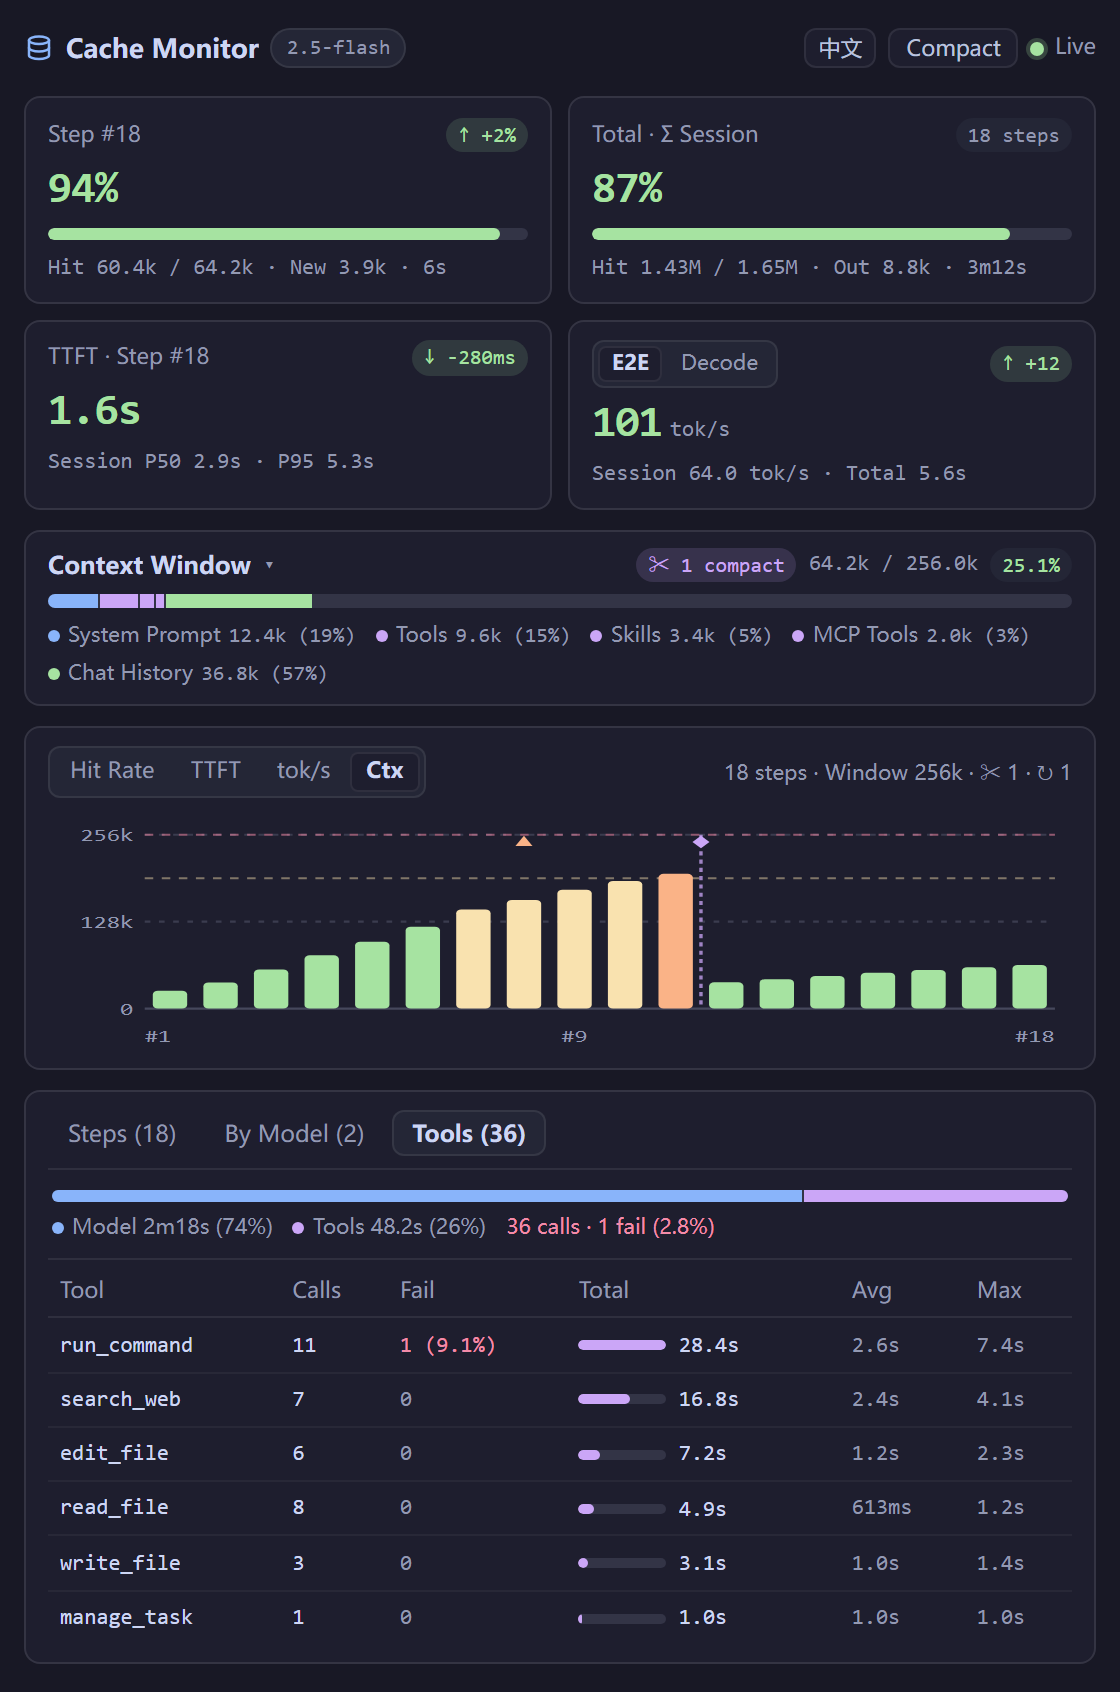 Cache Monitor 2.5-flash 中文 Compact Live
Step #18 ↑ +2%
94%
Hit 60.4k / 64.2k · New 3.9k · 6s
Total · Σ Session 18 steps
87%
Hit 1.43M / 1.65M · Out 8.8k · 3m12s
TTFT · Step #18 ↓ -280ms
1.6s
Session P50 2.9s · P95 5.3s
E2E Decode ↑ +12
101 tok/s
Session 64.0 tok/s · Total 5.6s
Context Window ▾ ✂ 1 compact 64.2k / 256.0k 25.1%
System Prompt 12.4k (19%) Tools 9.6k (15%) Skills 3.4k (5%) MCP Tools 2.0k (3%)
Chat History 36.8k (57%)
Hit Rate TTFT tok/s Ctx 18 steps · Window 256k · ✂ 1 · ↻ 1
256k
128k
0
#1 #9 #18
Steps (18) By Model (2) Tools (36)
Model 2m18s (74%) Tools 48.2s (26%) 36 calls · 1 fail (2.8%)
Tool Calls Fail Total Avg Max
run_command 11 1 (9.1%) 28.4s 2.6s 7.4s
search_web 7 0 16.8s 2.4s 4.1s
edit_file 6 0 7.2s 1.2s 2.3s
read_file 8 0 4.9s 613ms 1.2s
write_file 3 0 3.1s 1.0s 1.4s
manage_task 1 0 1.0s 1.0s 1.0s